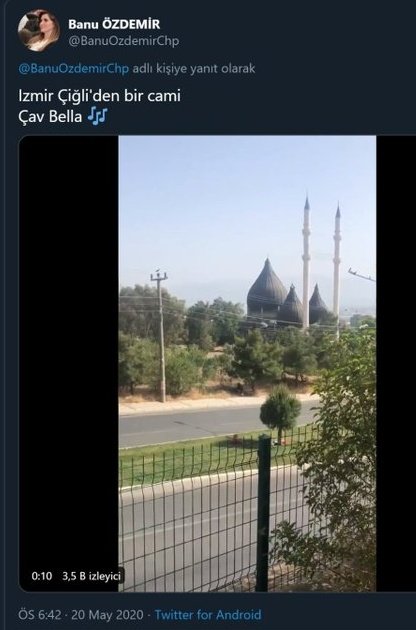 Banu ÖZDEMİR
@BanuOzdemirChp
@BanuOzdemirChp adlı kişiye yanıt olarak
Izmir Çiğli'den bir cami
Çav Bella 🎶
0:10 3,5 B izleyici
ÖS 6:42 · 20 May 2020 · Twitter for Android